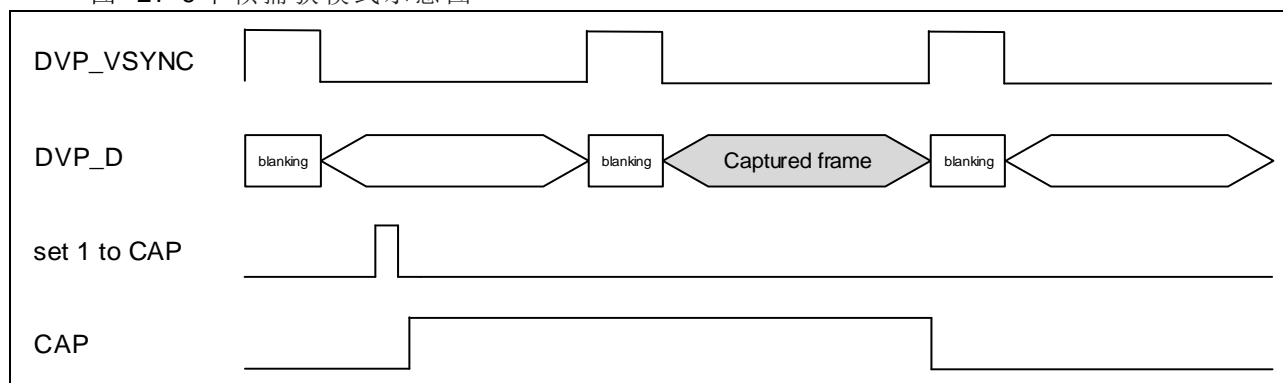 DVP_VSYNC
DVP_D
blanking
blanking
Captured frame
blanking
set 1 to CAP
CAP